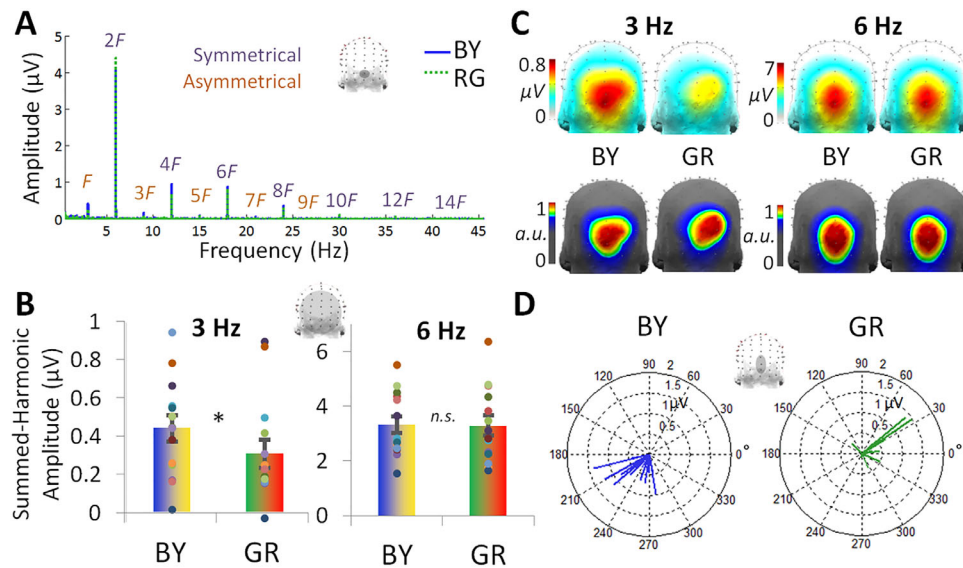 A
2F
Symmetrical
Asymmetrical
BY
RG
Amplitude (µV)
5
4
3
2
1
0
F
3F
4F
5F
6F
7F
8F
9F
10F
12F
14F
5 10 15 20 25 30 35 40 45
Frequency (Hz)
B
3 Hz
6 Hz
Summed-Harmonic
Amplitude (µV)
1
0.8
0.6
0.4
0.2
0
*
BY GR
6
4
2
0
n.s.
BY GR
C
3 Hz 6 Hz
0.8
µV
0
7
µV
0
BY GR BY GR
1
a.u.
0
1
a.u.
0
D
BY GR
90
2
120 60
1.5
µV
1
150
0.5
180 0
210 330
240 300
270
90
2
120 60
1.5
µV
1
150
0.5
180 0
210 330
240 300
270